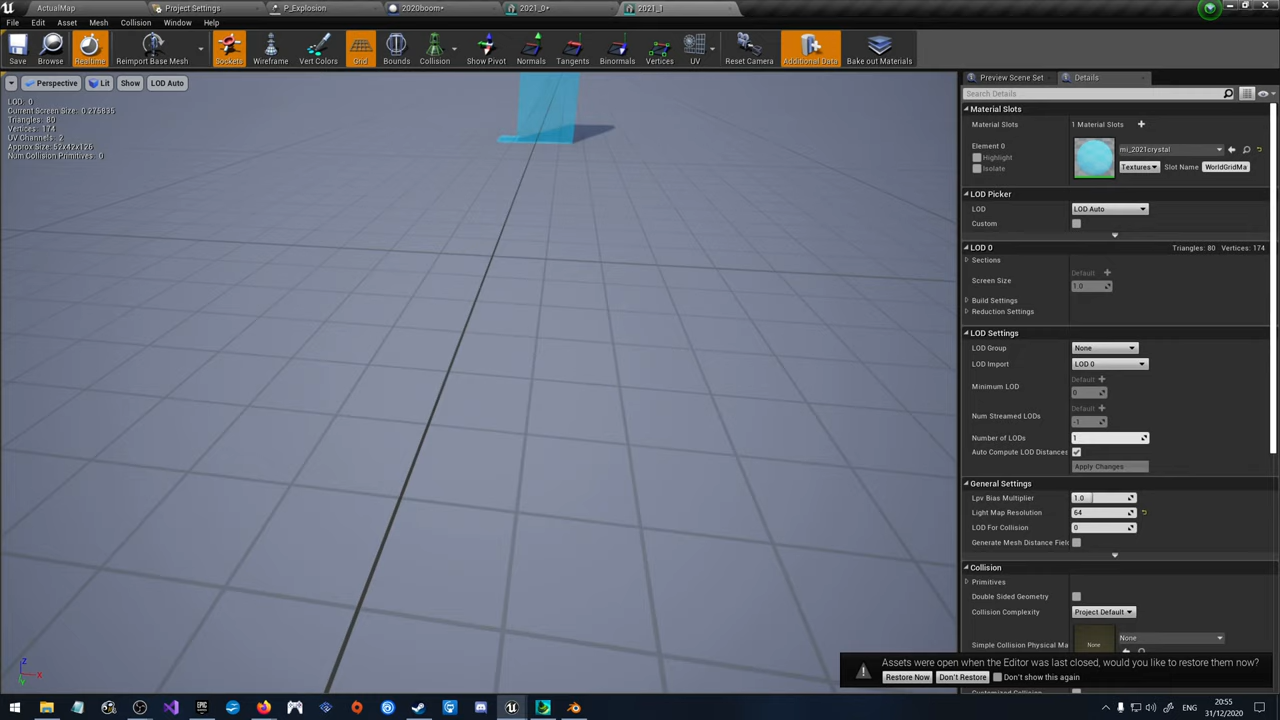 ActualMap
Project Settings
P_Explosion
2020boom*
2021_0*
2021_1
File Edit Asset Mesh Collision Window Help
Save
Browse
Realtime
Reimport Base Mesh
Sockets
Wireframe
Vert Colors
Grid
Bounds
Collision
Show Pivot
Normals
Tangents
Binormals
Vertices
UV
Reset Camera
Additional Data
Bake out Materials
Perspective
Lit
Show
LOD Auto
LOD: 0
Current Screen Size: 0.276835
Triangles: 80
Vertices: 174
UV Channels: 2
Approx Size: 52x42x126
Num Collision Primitives: 0
Preview Scene Set
Details
Search Details
Material Slots
Material Slots 1 Material Slots
Element 0
Highlight
Isolate
mi_2021crystal
Textures Slot Name WorldGridMa
LOD Picker
LOD LOD Auto
Custom
LOD 0 Triangles: 80 Vertices: 174
Sections
Default
Screen Size 1.0
Build Settings
Reduction Settings
LOD Settings
LOD Group None
LOD Import LOD 0
Default
Minimum LOD 0
Default
Num Streamed LODs -1
Number of LODs 1
Auto Compute LOD Distances
Apply Changes
General Settings
Lpv Bias Multiplier 1.0
Light Map Resolution 64
LOD For Collision 0
Generate Mesh Distance Field
Collision
Primitives
Double Sided Geometry
Collision Complexity Project Default
Simple Collision Physical Ma None None
Assets were open when the Editor was last closed, would you like to restore them now?
Restore Now Don't Restore Don't show this again
Customized Collision
z
x
y
ENG
20:55
31/12/2020